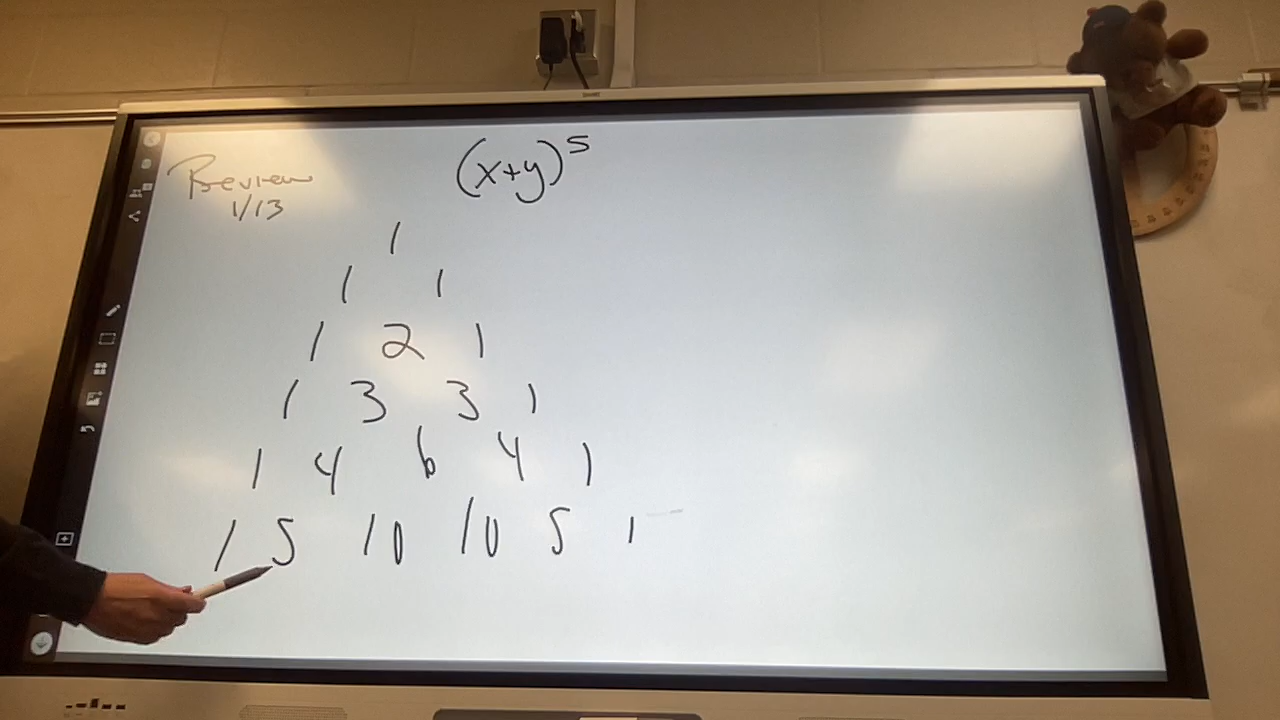 Review
1/13
(x+y)^5
1
1 1
1 2 1
1 3 3 1
1 4 6 4 1
1 5 10 10 5 1